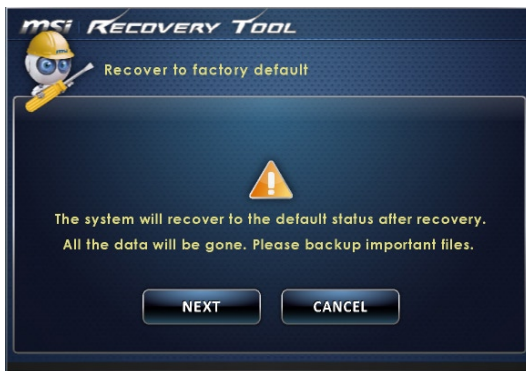 msi RECOVERY TOOL
Recover to factory default
The system will recover to the default status after recovery.
All the data will be gone. Please backup important files.
NEXT
CANCEL